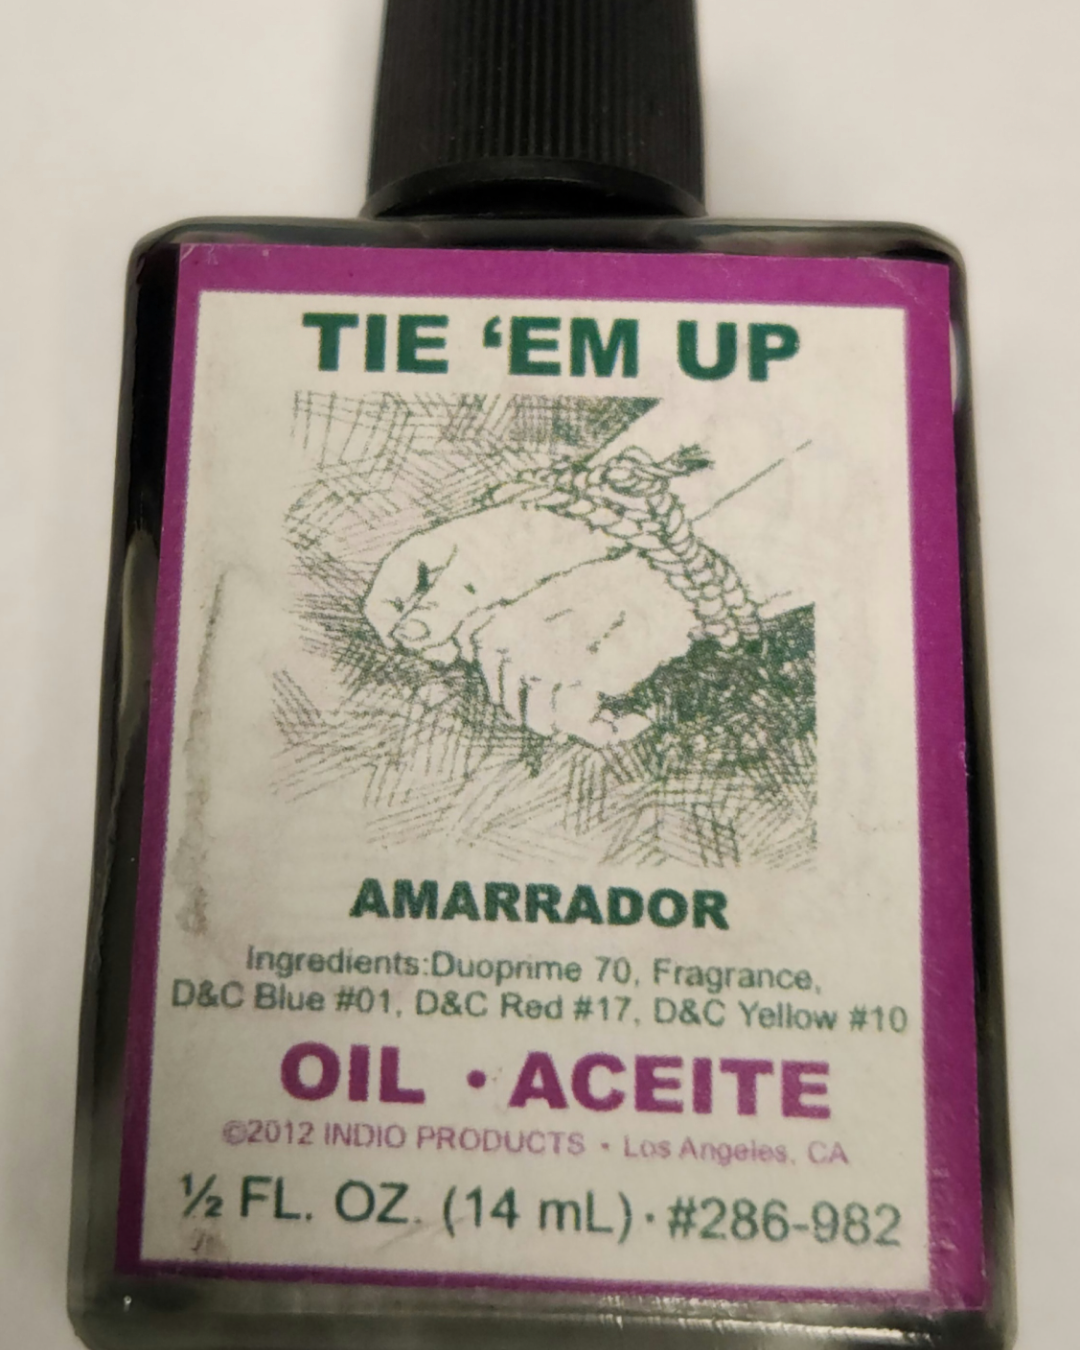 TIE ‘EM UP
AMARRADOR
Ingredients:Duoprime 70, Fragrance,
D&C Blue #01, D&C Red #17, D&C Yellow #10
OIL • ACEITE
©2012 INDIO PRODUCTS • Los Angeles, CA
½ FL. OZ. (14 mL) · #286-982